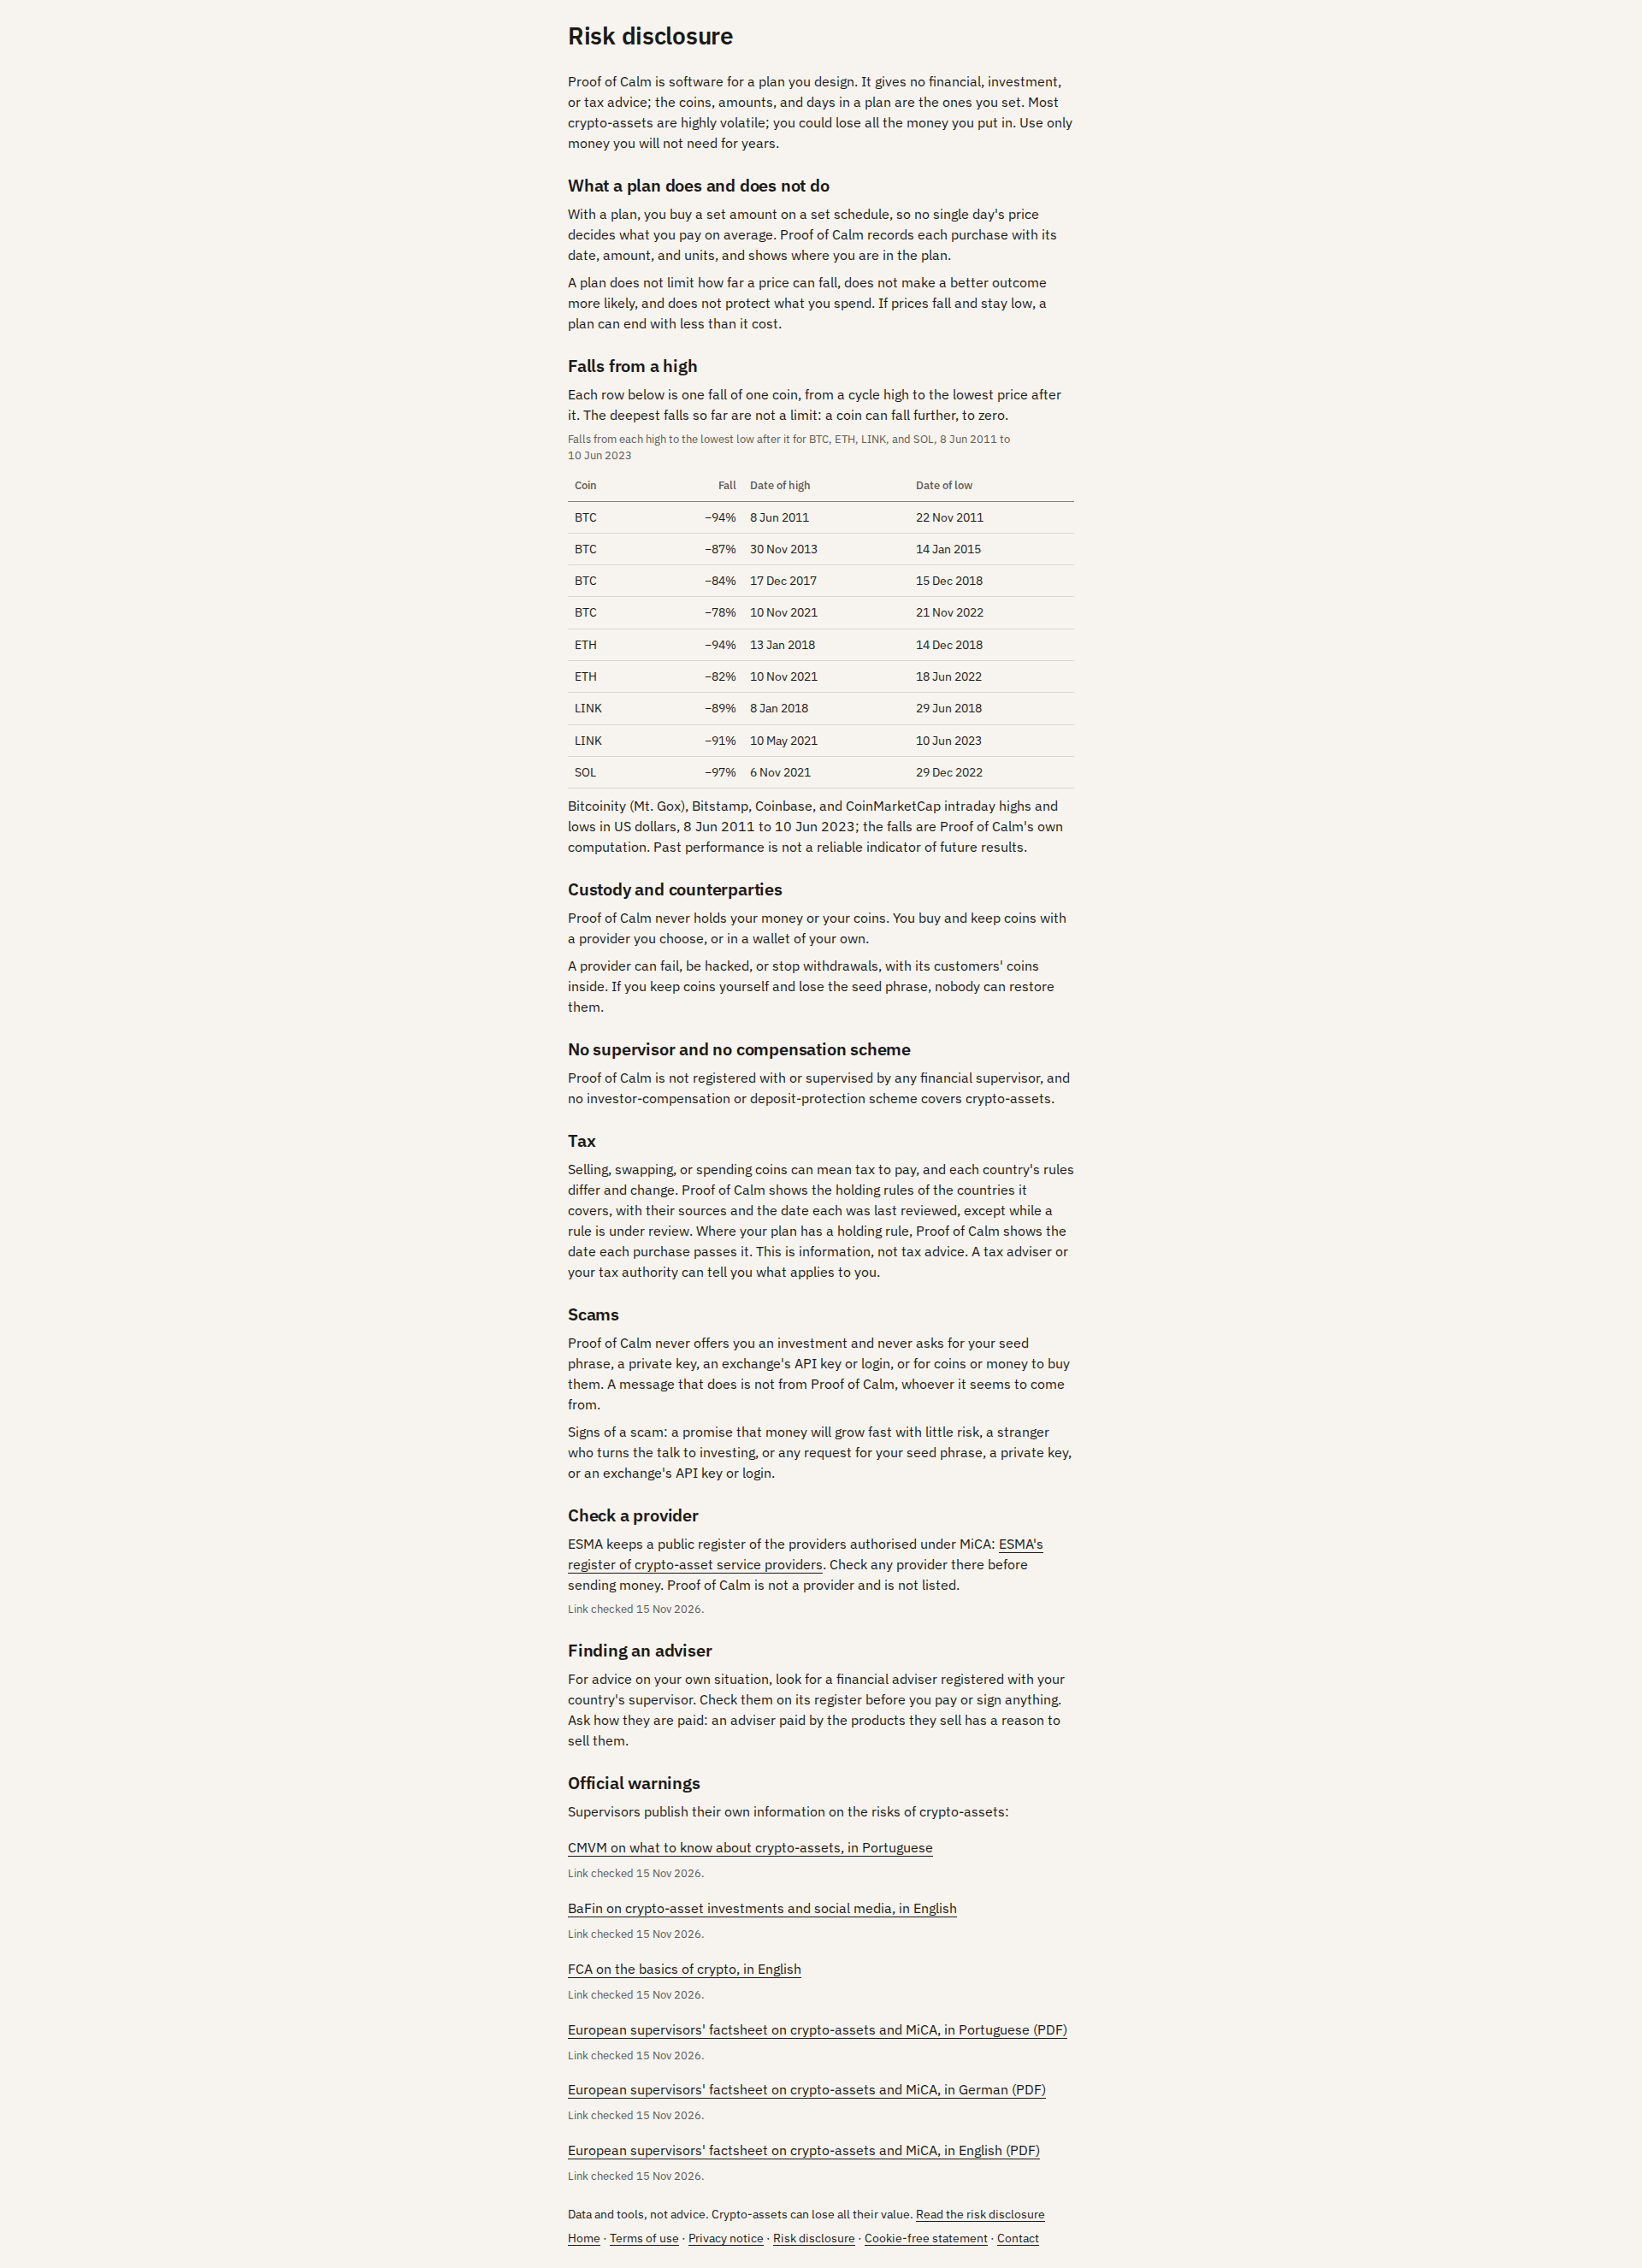 Risk disclosure
Proof of Calm is software for a plan you design. It gives no financial, investment,
or tax advice; the coins, amounts, and days in a plan are the ones you set. Most
crypto-assets are highly volatile; you could lose all the money you put in. Use only
money you will not need for years.
What a plan does and does not do
With a plan, you buy a set amount on a set schedule, so no single day's price
decides what you pay on average. Proof of Calm records each purchase with its
date, amount, and units, and shows where you are in the plan.
A plan does not limit how far a price can fall, does not make a better outcome
more likely, and does not protect what you spend. If prices fall and stay low, a
plan can end with less than it cost.
Falls from a high
Each row below is one fall of one coin, from a cycle high to the lowest price after
it. The deepest falls so far are not a limit: a coin can fall further, to zero.
Falls from each high to the lowest low after it for BTC, ETH, LINK, and SOL, 8 Jun 2011 to
10 Jun 2023
Coin Fall Date of high Date of low
BTC −94% 8 Jun 2011 22 Nov 2011
BTC −87% 30 Nov 2013 14 Jan 2015
BTC −84% 17 Dec 2017 15 Dec 2018
BTC −78% 10 Nov 2021 21 Nov 2022
ETH −94% 13 Jan 2018 14 Dec 2018
ETH −82% 10 Nov 2021 18 Jun 2022
LINK −89% 8 Jan 2018 29 Jun 2018
LINK −91% 10 May 2021 10 Jun 2023
SOL −97% 6 Nov 2021 29 Dec 2022
Bitcoinity (Mt. Gox), Bitstamp, Coinbase, and CoinMarketCap intraday highs and
lows in US dollars, 8 Jun 2011 to 10 Jun 2023; the falls are Proof of Calm's own
computation. Past performance is not a reliable indicator of future results.
Custody and counterparties
Proof of Calm never holds your money or your coins. You buy and keep coins with
a provider you choose, or in a wallet of your own.
A provider can fail, be hacked, or stop withdrawals, with its customers' coins
inside. If you keep coins yourself and lose the seed phrase, nobody can restore
them.
No supervisor and no compensation scheme
Proof of Calm is not registered with or supervised by any financial supervisor, and
no investor-compensation or deposit-protection scheme covers crypto-assets.
Tax
Selling, swapping, or spending coins can mean tax to pay, and each country's rules
differ and change. Proof of Calm shows the holding rules of the countries it
covers, with their sources and the date each was last reviewed, except while a
rule is under review. Where your plan has a holding rule, Proof of Calm shows the
date each purchase passes it. This is information, not tax advice. A tax adviser or
your tax authority can tell you what applies to you.
Scams
Proof of Calm never offers you an investment and never asks for your seed
phrase, a private key, an exchange's API key or login, or for coins or money to buy
them. A message that does is not from Proof of Calm, whoever it seems to come
from.
Signs of a scam: a promise that money will grow fast with little risk, a stranger
who turns the talk to investing, or any request for your seed phrase, a private key,
or an exchange's API key or login.
Check a provider
ESMA keeps a public register of the providers authorised under MiCA: ESMA's
register of crypto-asset service providers. Check any provider there before
sending money. Proof of Calm is not a provider and is not listed.
Link checked 15 Nov 2026.
Finding an adviser
For advice on your own situation, look for a financial adviser registered with your
country's supervisor. Check them on its register before you pay or sign anything.
Ask how they are paid: an adviser paid by the products they sell has a reason to
sell them.
Official warnings
Supervisors publish their own information on the risks of crypto-assets:
CMVM on what to know about crypto-assets, in Portuguese
Link checked 15 Nov 2026.
BaFin on crypto-asset investments and social media, in English
Link checked 15 Nov 2026.
FCA on the basics of crypto, in English
Link checked 15 Nov 2026.
European supervisors' factsheet on crypto-assets and MiCA, in Portuguese (PDF)
Link checked 15 Nov 2026.
European supervisors' factsheet on crypto-assets and MiCA, in German (PDF)
Link checked 15 Nov 2026.
European supervisors' factsheet on crypto-assets and MiCA, in English (PDF)
Link checked 15 Nov 2026.
Data and tools, not advice. Crypto-assets can lose all their value. Read the risk disclosure
Home · Terms of use · Privacy notice · Risk disclosure · Cookie-free statement · Contact